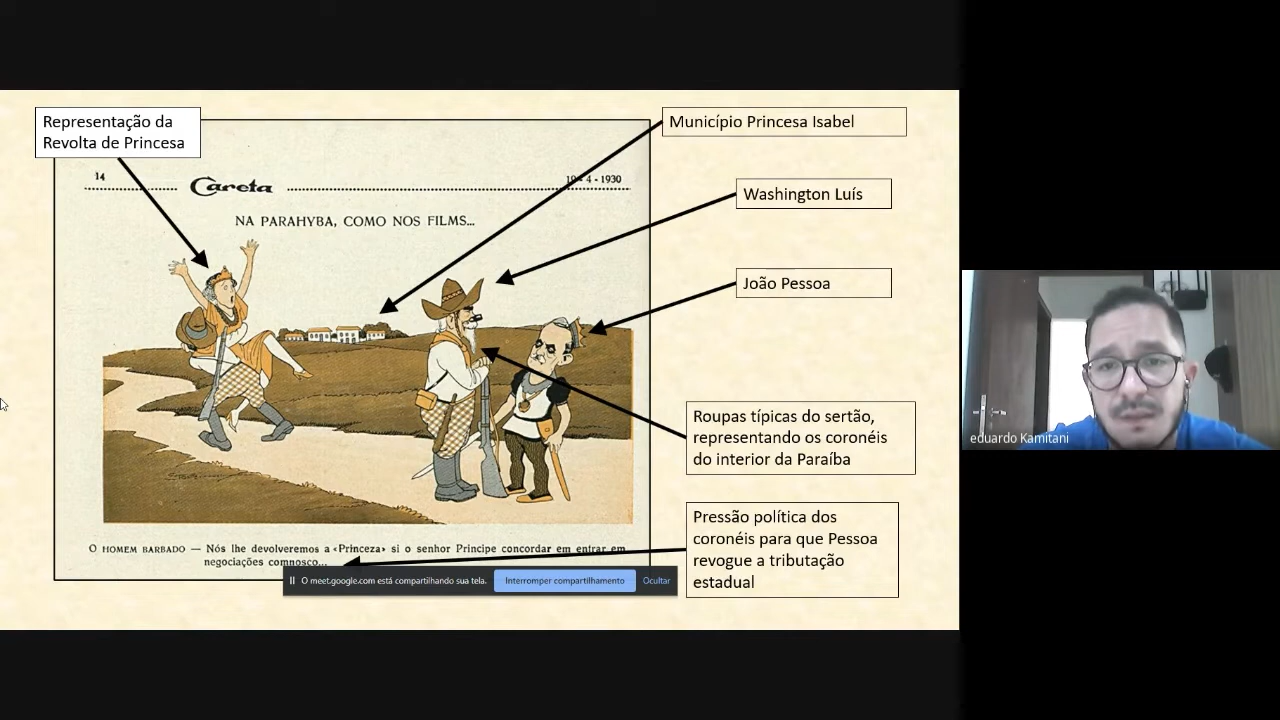 Representação da
Revolta de Princesa
Município Princesa Isabel
14
Careta
4 - 1930
Washington Luís
NA PARAHYBA, COMO NOS FILMS...
João Pessoa
Roupas típicas do sertão,
representando os coronéis
do interior da Paraíba
eduardo Kamitani
Pressão política dos
coronéis para que Pessoa
revogue a tributação
estadual
O HOMEM BARBADO — Nós lhe devolveremos a «Princeza» si o senhor Principe concordar em entrar em
negociações comnosco...
O meet.google.com está compartilhando sua tela.
Interromper compartilhamento
Ocultar